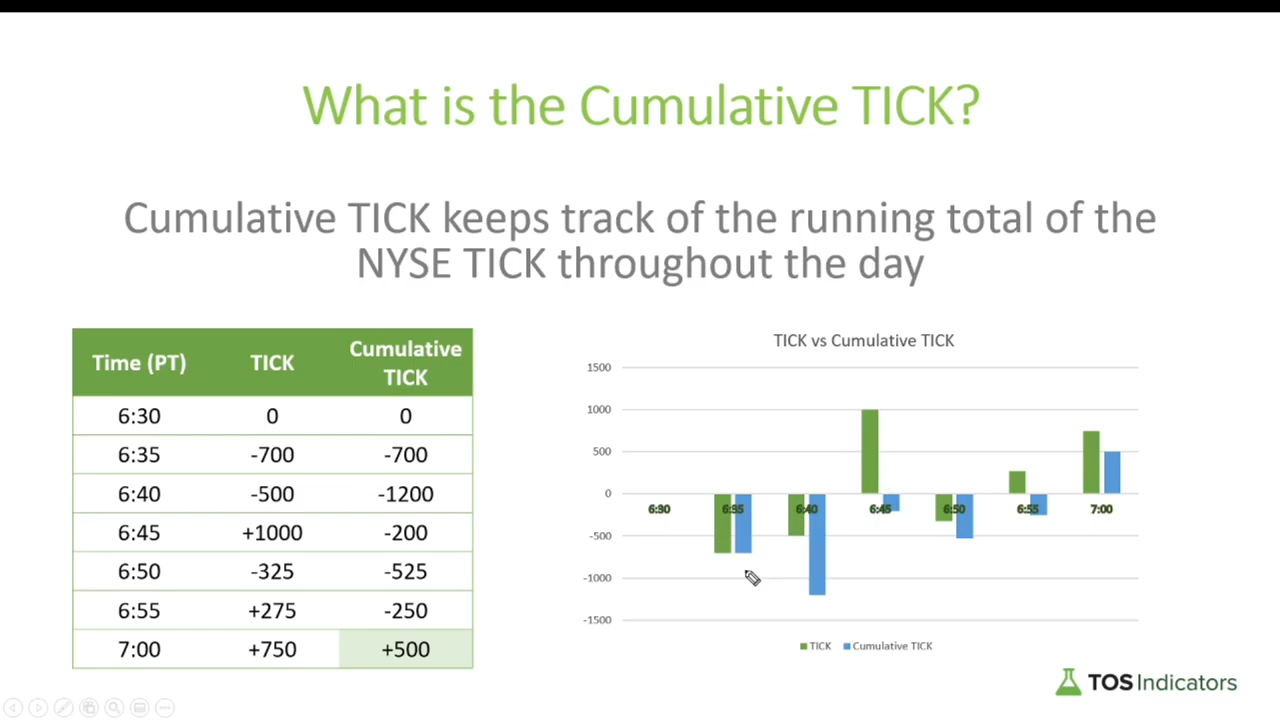 What is the Cumulative TICK?
Cumulative TICK keeps track of the running total of the
NYSE TICK throughout the day
Time (PT) TICK Cumulative TICK
6:30 0 0
6:35 -700 -700
6:40 -500 -1200
6:45 +1000 -200
6:50 -325 -525
6:55 +275 -250
7:00 +750 +500
TICK vs Cumulative TICK
1500
1000
500
0
6:30 6:35 6:40 6:45 6:50 6:55 7:00
-500
-1000
-1500
TICK Cumulative TICK
TOS Indicators